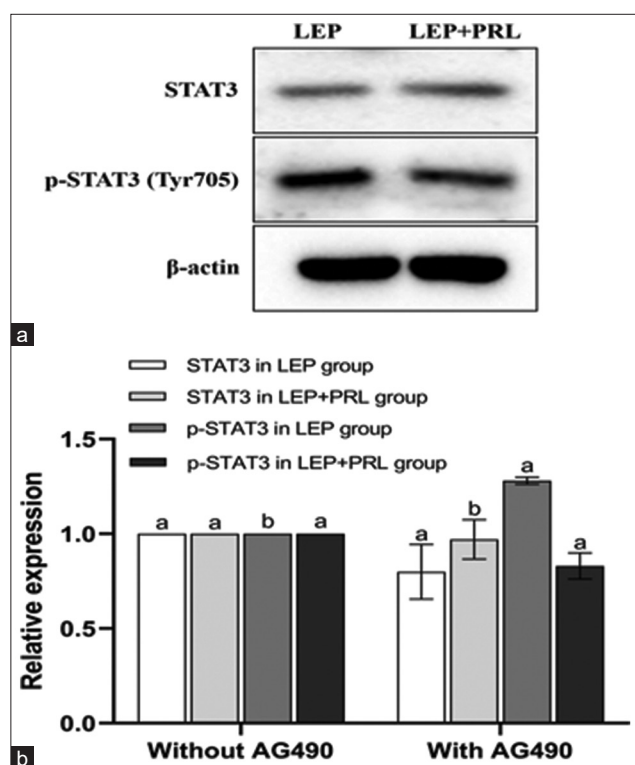 LEP LEP+PRL
STAT3
p-STAT3 (Tyr705)
β-actin
a
STAT3 in LEP group
STAT3 in LEP+PRL group
p-STAT3 in LEP group
p-STAT3 in LEP+PRL group
Relative expression
1.5
1.0
0.5
0.0
a a b a
a b a a
Without AG490 With AG490
b